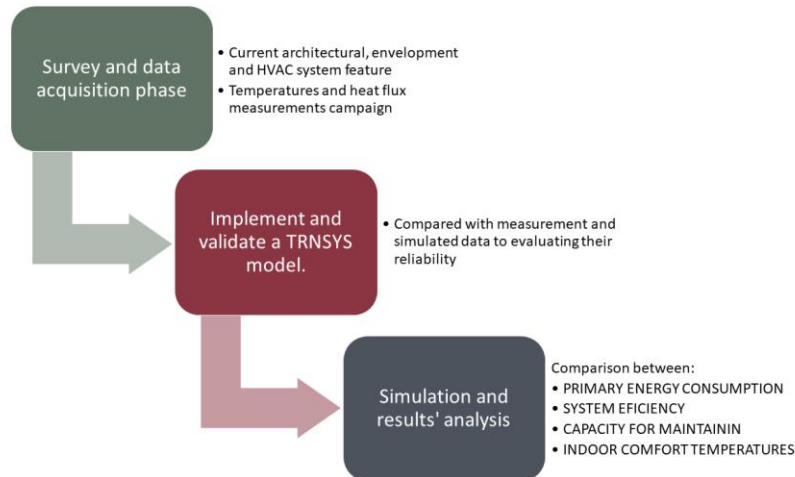 Survey and data
acquisition phase
• Current architectural, envelopment
and HVAC system feature
• Temperatures and heat flux
measurements campaign
Implement and
validate a TRNSYS
model.
• Compared with measurement and
simulated data to evaluating their
reliability
Simulation and
results' analysis
Comparison between:
• PRIMARY ENERGY CONSUMPTION
• SYSTEM EFICIENCY
• CAPACITY FOR MAINTAININ
• INDOOR COMFORT TEMPERATURES